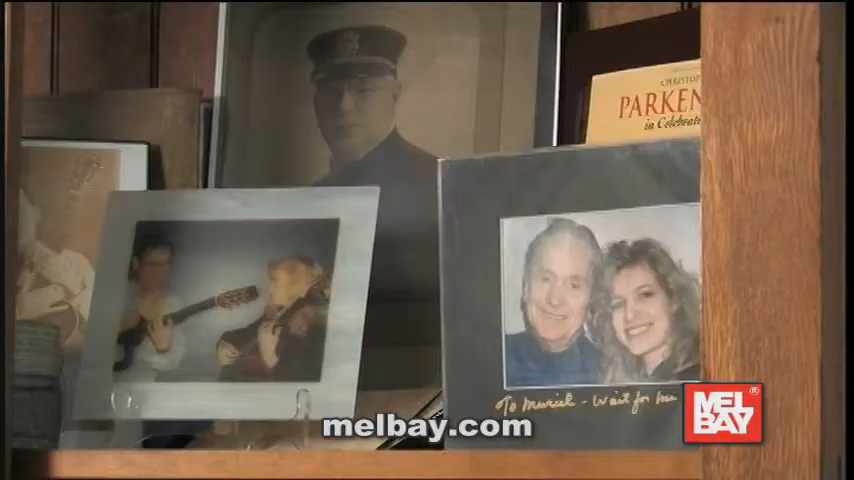 CHRISTOP
PARKEN
in Celebrati
To Muriel - Wait for me
melbay.com
MEL
BAY
®